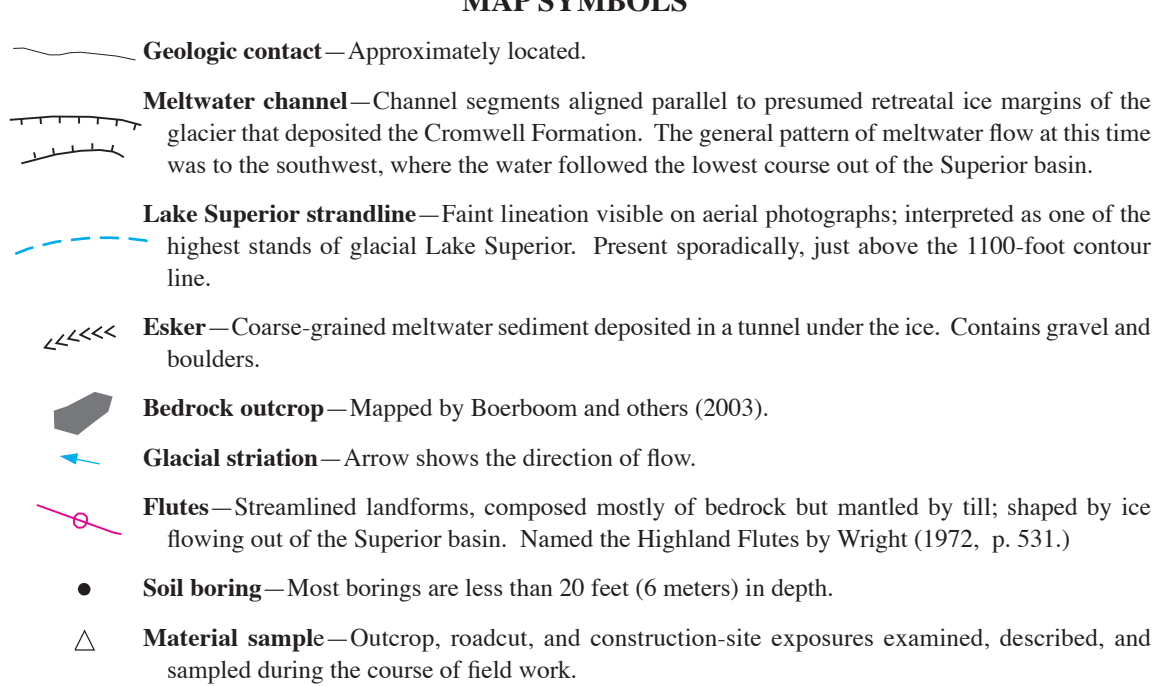 MAP SYMBOLS
Geologic contact—Approximately located.
Meltwater channel—Channel segments aligned parallel to presumed retreatal ice margins of the
glacier that deposited the Cromwell Formation. The general pattern of meltwater flow at this time
was to the southwest, where the water followed the lowest course out of the Superior basin.
Lake Superior strandline—Faint lineation visible on aerial photographs; interpreted as one of the
highest stands of glacial Lake Superior. Present sporadically, just above the 1100-foot contour
line.
Esker—Coarse-grained meltwater sediment deposited in a tunnel under the ice. Contains gravel and
boulders.
Bedrock outcrop—Mapped by Boerboom and others (2003).
Glacial striation—Arrow shows the direction of flow.
Flutes—Streamlined landforms, composed mostly of bedrock but mantled by till; shaped by ice
flowing out of the Superior basin. Named the Highland Flutes by Wright (1972, p. 531.)
Soil boring—Most borings are less than 20 feet (6 meters) in depth.
Material sample—Outcrop, roadcut, and construction-site exposures examined, described, and
sampled during the course of field work.